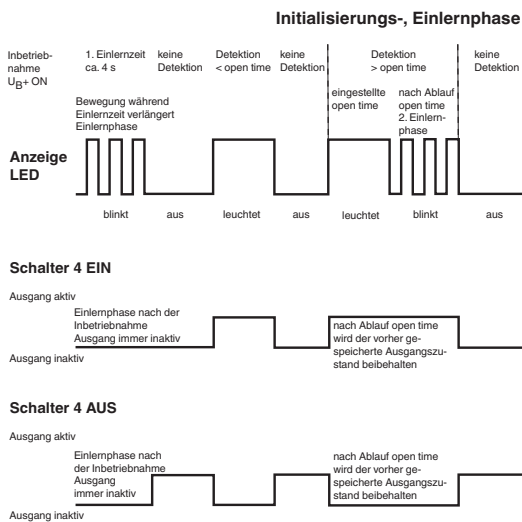 Initialisierungs-, Einlernphase
Inbetrieb-
nahme
UB+ ON
1. Einlernzeit
ca. 4 s
keine
Detektion
Detektion
< open time
keine
Detektion
Detektion
> open time
keine
Detektion
Bewegung während
Einlernzeit verlängert
Einlernphase
eingestellte
open time
nach Ablauf
open time
2. Einlern-
phase
Anzeige
LED
blinkt
aus
leuchtet
aus
leuchtet
blinkt
aus
Schalter 4 EIN
Ausgang aktiv
Einlernphase nach der
Inbetriebnahme
Ausgang immer inaktiv
nach Ablauf open time
wird der vorher ge-
speicherte Ausgangszu-
stand beibehalten
Ausgang inaktiv
Schalter 4 AUS
Ausgang aktiv
Einlernphase nach
der Inbetriebnahme
Ausgang
immer inaktiv
nach Ablauf open time
wird der vorher ge-
speicherte Ausgangszu-
stand beibehalten
Ausgang inaktiv